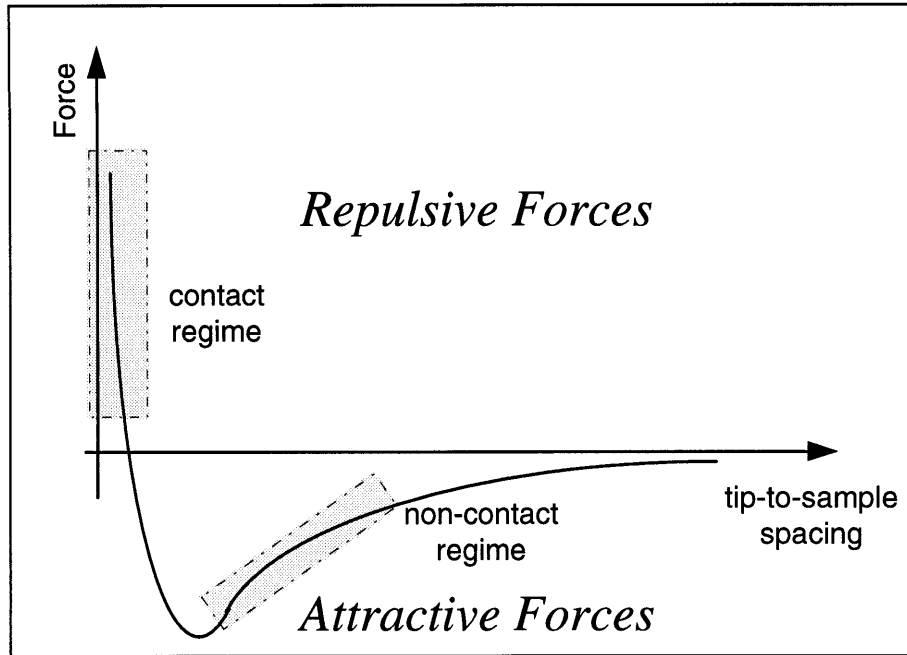 Force
Repulsive Forces
contact
regime
tip-to-sample
spacing
non-contact
regime
Attractive Forces